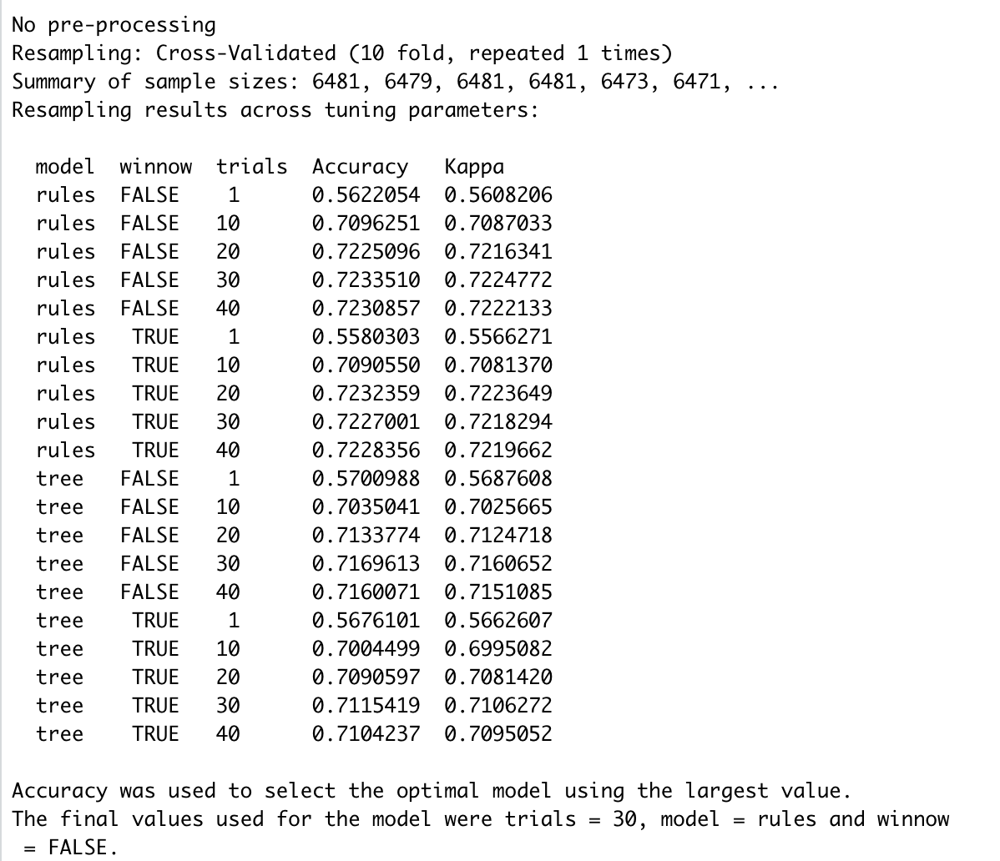 No pre-processing
Resampling: Cross-Validated (10 fold, repeated 1 times)
Summary of sample sizes: 6481, 6479, 6481, 6481, 6473, 6471, ...
Resampling results across tuning parameters:

  model  winnow  trials  Accuracy   Kappa
  rules  FALSE    1      0.5622054  0.5608206
  rules  FALSE   10      0.7096251  0.7087033
  rules  FALSE   20      0.7225096  0.7216341
  rules  FALSE   30      0.7233510  0.7224772
  rules  FALSE   40      0.7230857  0.7222133
  rules   TRUE    1      0.5580303  0.5566271
  rules   TRUE   10      0.7090550  0.7081370
  rules   TRUE   20      0.7232359  0.7223649
  rules   TRUE   30      0.7227001  0.7218294
  rules   TRUE   40      0.7228356  0.7219662
  tree   FALSE    1      0.5700988  0.5687608
  tree   FALSE   10      0.7035041  0.7025665
  tree   FALSE   20      0.7133774  0.7124718
  tree   FALSE   30      0.7169613  0.7160652
  tree   FALSE   40      0.7160071  0.7151085
  tree    TRUE    1      0.5676101  0.5662607
  tree    TRUE   10      0.7004499  0.6995082
  tree    TRUE   20      0.7090597  0.7081420
  tree    TRUE   30      0.7115419  0.7106272
  tree    TRUE   40      0.7104237  0.7095052

Accuracy was used to select the optimal model using the largest value.
The final values used for the model were trials = 30, model = rules and winnow
 = FALSE.